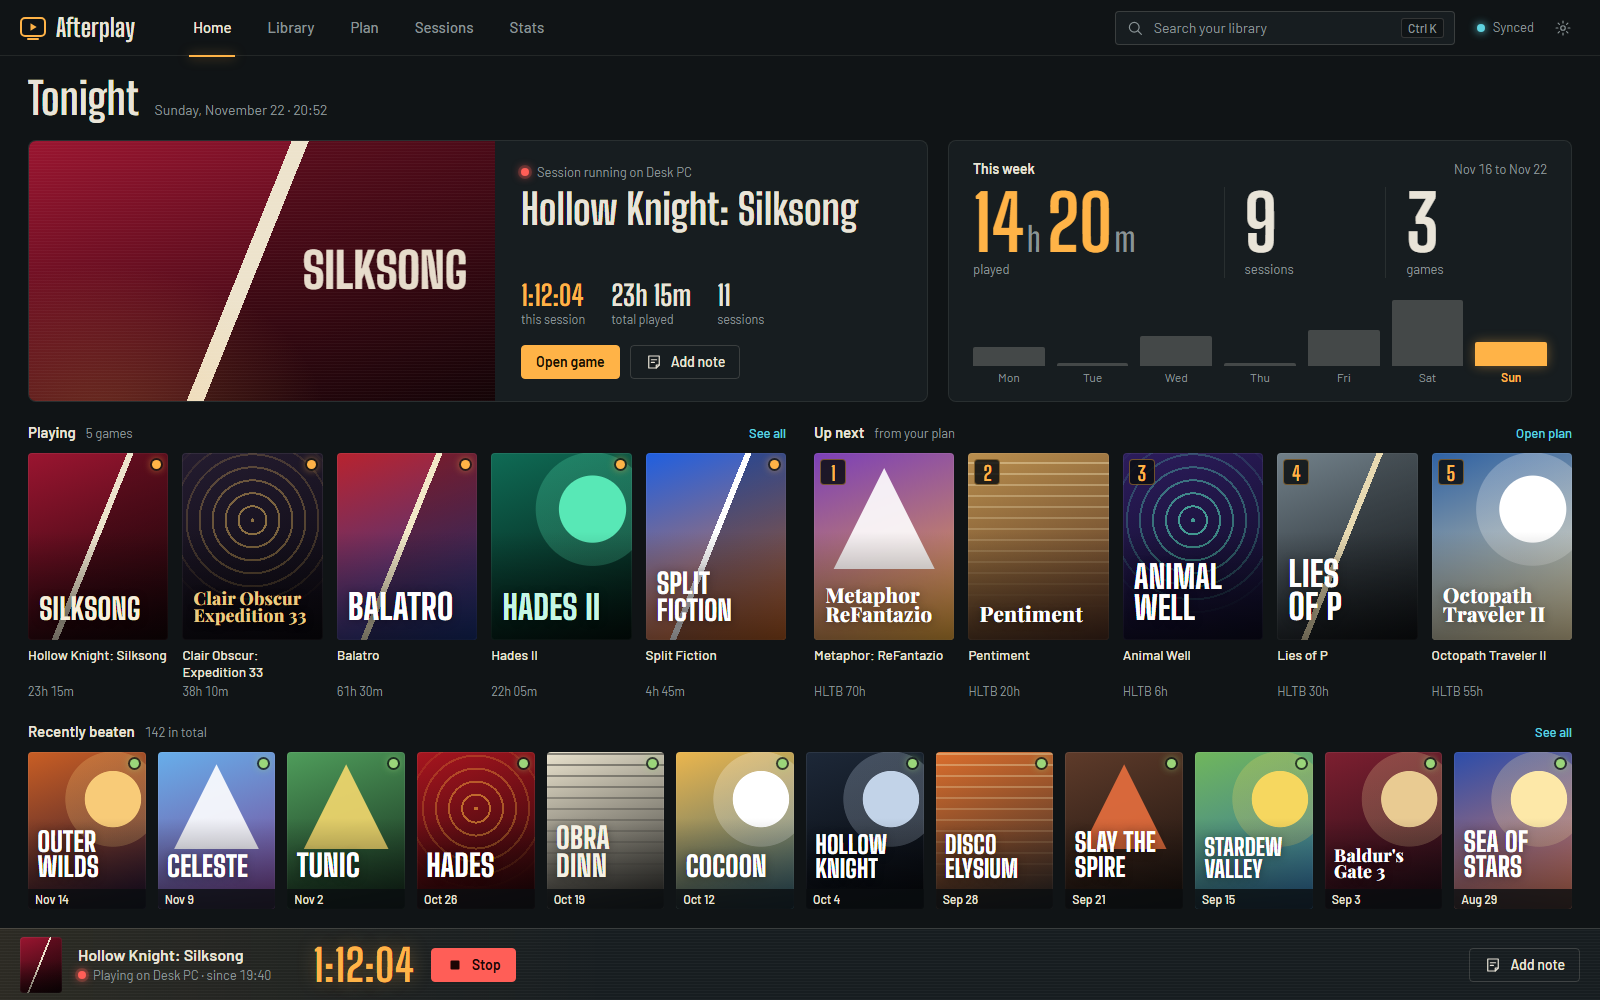 Afterplay
Home
Library
Plan
Sessions
Stats
Search your library
Ctrl K
Synced
Tonight
Sunday, November 22 · 20:52
SILKSONG
Session running on Desk PC
Hollow Knight: Silksong
1:12:04
23h 15m
11
this session
total played
sessions
Open game
Add note
This week
Nov 16 to Nov 22
14h 20m
9
3
played
sessions
games
Mon
Tue
Wed
Thu
Fri
Sat
Sun
Playing
5 games
See all
Up next
from your plan
Open plan
SILKSONG
Clair Obscur
Expedition 33
BALATRO
HADES II
SPLIT
FICTION
1
Metaphor
ReFantazio
2
Pentiment
3
ANIMAL
WELL
4
LIES
OF P
5
Octopath
Traveler II
Hollow Knight: Silksong
23h 15m
Clair Obscur:
Expedition 33
38h 10m
Balatro
61h 30m
Hades II
22h 05m
Split Fiction
4h 45m
Metaphor: ReFantazio
HLTB 70h
Pentiment
HLTB 20h
Animal Well
HLTB 6h
Lies of P
HLTB 30h
Octopath Traveler II
HLTB 55h
Recently beaten
142 in total
See all
OUTER
WILDS
Nov 14
CELESTE
Nov 9
TUNIC
Nov 2
HADES
Oct 26
OBRA
DINN
Oct 19
COCOON
Oct 12
HOLLOW
KNIGHT
Oct 4
DISCO
ELYSIUM
Sep 28
SLAY THE
SPIRE
Sep 21
STARDEW
VALLEY
Sep 15
Baldur's
Gate 3
Sep 3
SEA OF
STARS
Aug 29
Hollow Knight: Silksong
Playing on Desk PC · since 19:40
1:12:04
Stop
Add note